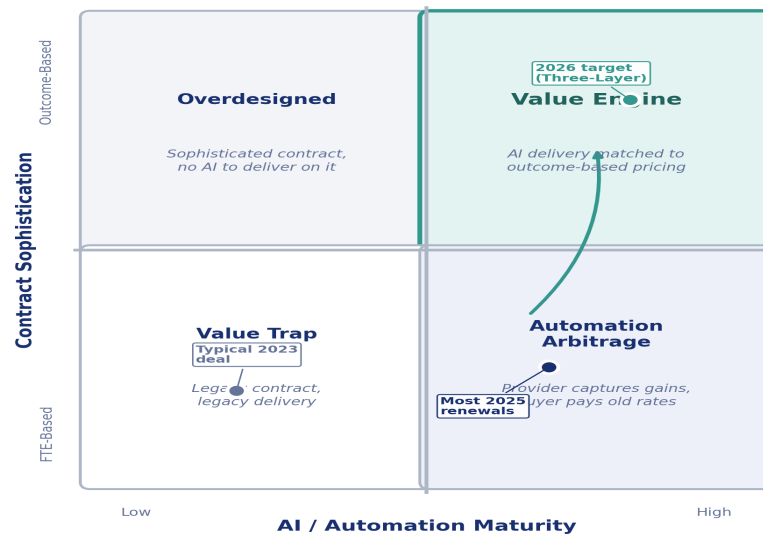 Outcome-Based
Contract Sophistication
FTE-Based
Overdesigned
Sophisticated contract,
no AI to deliver on it
2026 target
(Three-Layer)
Value Engine
AI delivery matched to
outcome-based pricing
Value Trap
Typical 2023
deal
Legacy contract,
legacy delivery
Automation
Arbitrage
Provider captures gains,
buyer pays old rates
Most 2025
renewals
Low
High
AI / Automation Maturity